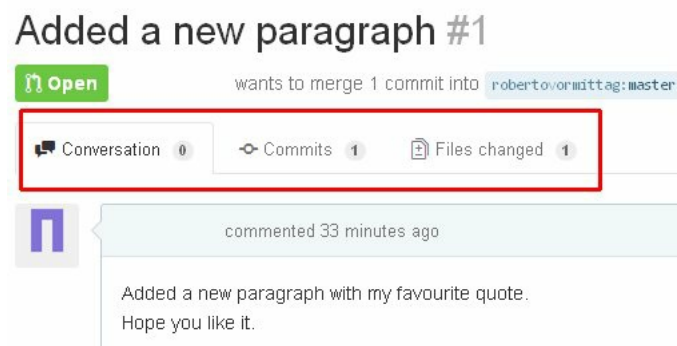 Added a new paragraph #1
Open wants to merge 1 commit into robertovormittag:master
Conversation 0 Commits 1 Files changed 1
commented 33 minutes ago
Added a new paragraph with my favourite quote.
Hope you like it.